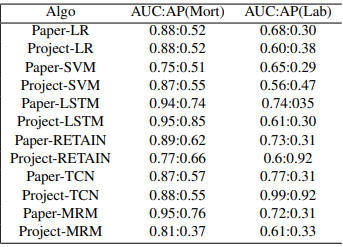 Algo AUC:AP(Mort) AUC:AP(Lab)
Paper-LR 0.88:0.52 0.68:0.30
Project-LR 0.88:0.52 0.60:0.38
Paper-SVM 0.75:0.51 0.65:0.29
Project-SVM 0.87:0.55 0.56:0.47
Paper-LSTM 0.94:0.74 0.74:035
Project-LSTM 0.95:0.85 0.61:0.30
Paper-RETAIN 0.89:0.62 0.73:0.31
Project-RETAIN 0.77:0.66 0.6:0.92
Paper-TCN 0.87:0.57 0.77:0.31
Project-TCN 0.88:0.55 0.99:0.92
Paper-MRM 0.95:0.76 0.72:0.31
Project-MRM 0.81:0.37 0.61:0.33